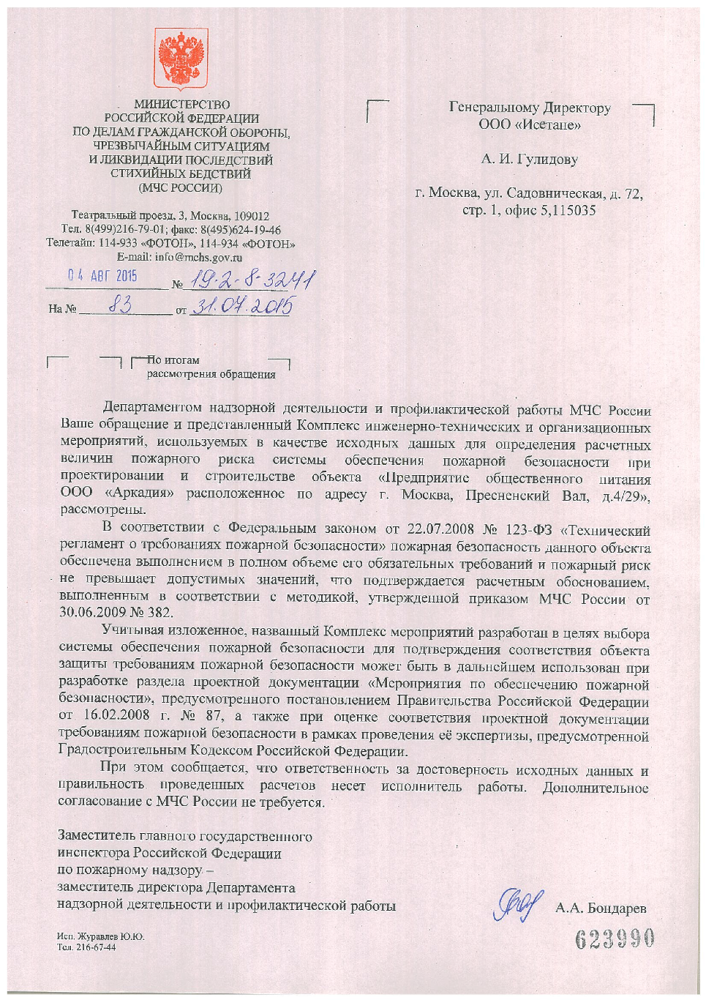 МИНИСТЕРСТВО
РОССИЙСКОЙ ФЕДЕРАЦИИ
ПО ДЕЛАМ ГРАЖДАНСКОЙ ОБОРОНЫ,
ЧРЕЗВЫЧАЙНЫМ СИТУАЦИЯМ
И ЛИКВИДАЦИИ ПОСЛЕДСТВИЙ
СТИХИЙНЫХ БЕДСТВИЙ
(МЧС РОССИИ)
Театральный проезд, 3, Москва, 109012
Тел. 8(499)216-79-01; факс: 8(495)624-19-46
Телетайп: 114-933 «ФОТОН», 114-934 «ФОТОН»
E-mail: info@mchs.gov.ru
04 АВГ 2015 № 19-2-8-3241
На № 83 от 31.07.2015
Генеральному Директору
ООО «Исетане»
А. И. Гулидову
г. Москва, ул. Садовническая, д. 72,
стр. 1, офис 5,115035
По итогам
рассмотрения обращения
Департаментом надзорной деятельности и профилактической работы МЧС России
Ваше обращение и представленный Комплекс инженерно-технических и организационных
мероприятий, используемых в качестве исходных данных для определения расчетных
величин пожарного риска системы обеспечения пожарной безопасности при
проектировании и строительстве объекта «Предприятие общественного питания
ООО «Аркадия» расположенное по адресу г. Москва, Пресненский Вал, д.4/29»,
рассмотрены.
В соответствии с Федеральным законом от 22.07.2008 № 123-ФЗ «Технический
регламент о требованиях пожарной безопасности» пожарная безопасность данного объекта
обеспечена выполнением в полном объеме его обязательных требований и пожарный риск
не превышает допустимых значений, что подтверждается расчетным обоснованием,
выполненным в соответствии с методикой, утвержденной приказом МЧС России от
30.06.2009 № 382.
Учитывая изложенное, названный Комплекс мероприятий разработан в целях выбора
системы обеспечения пожарной безопасности для подтверждения соответствия объекта
защиты требованиям пожарной безопасности может быть в дальнейшем использован при
разработке раздела проектной документации «Мероприятия по обеспечению пожарной
безопасности», предусмотренного постановлением Правительства Российской Федерации
от 16.02.2008 г. № 87, а также при оценке соответствия проектной документации
требованиям пожарной безопасности в рамках проведения её экспертизы, предусмотренной
Градостроительным Кодексом Российской Федерации.
При этом сообщается, что ответственность за достоверность исходных данных и
правильность проведенных расчетов несет исполнитель работы. Дополнительное
согласование с МЧС России не требуется.
Заместитель главного государственного
инспектора Российской Федерации
по пожарному надзору –
заместитель директора Департамента
надзорной деятельности и профилактической работы
А.А. Бондарев
Исп. Журавлев Ю.Ю.
Тел. 216-67-44
623990